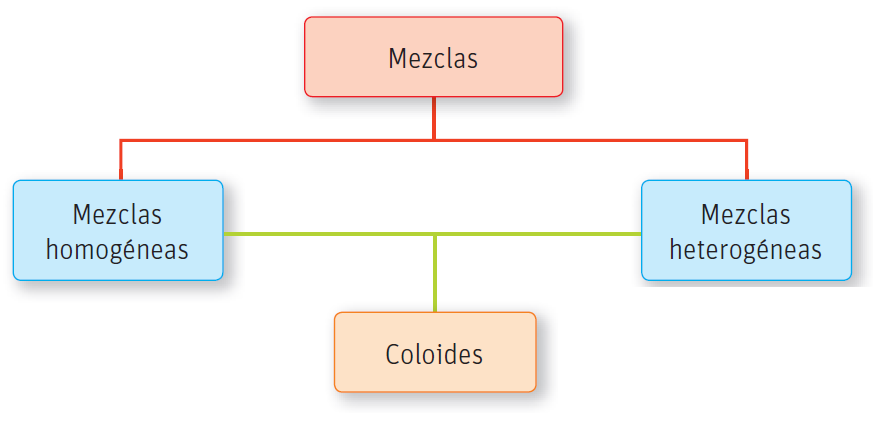 Mezclas
Mezclas
homogéneas
Mezclas
heterogéneas
Coloides